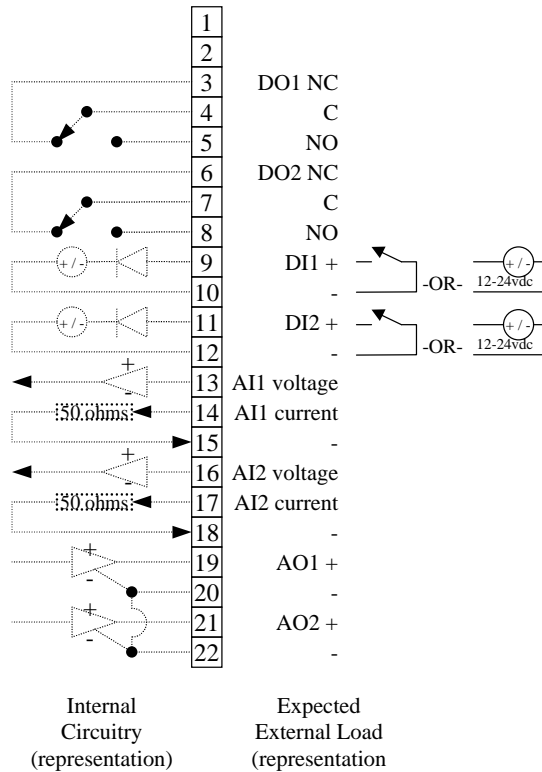 1
2
3 DO1 NC
4 C
5 NO
6 DO2 NC
7 C
8 NO
+ / - 9 DI1 + + / -
10 - -OR- 12-24vdc
+ / - 11 DI2 + + / -
12 - -OR- 12-24vdc
+
- 13 AI1 voltage
50 ohms 14 AI1 current
15 -
+
- 16 AI2 voltage
50 ohms 17 AI2 current
18 -
+ 19 AO1 +
- 20 -
+ 21 AO2 +
- 22 -
Internal
Circuitry
(representation)
Expected
External Load
(representation